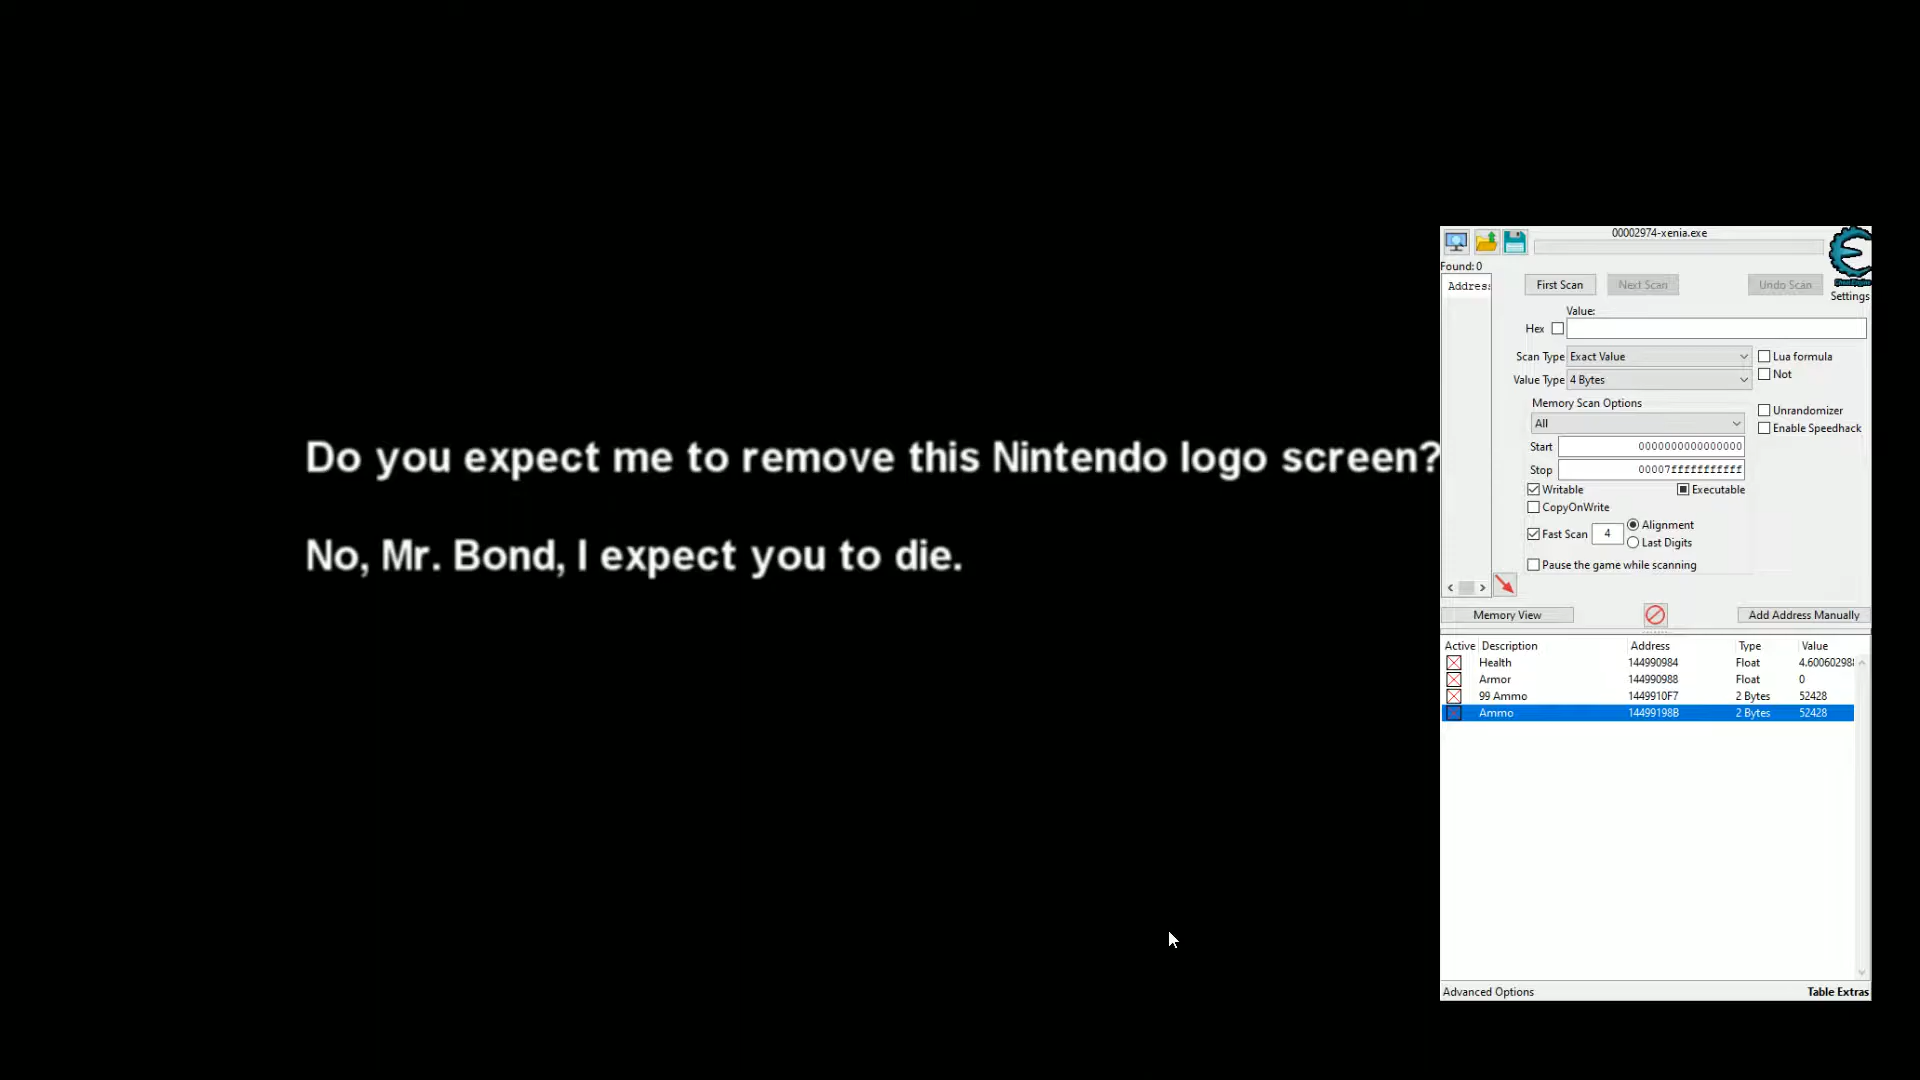 Do you expect me to remove this Nintendo logo screen?
No, Mr. Bond, I expect you to die.
00002974-xenia.exe
Found: 0
Address
First Scan
Next Scan
Undo Scan
Settings
Value:
Hex
Scan Type Exact Value
Lua formula
Value Type 4 Bytes
Not
Memory Scan Options
All
Unrandomizer
Enable Speedhack
Start 0000000000000000
Stop 00007fffffffffff
Writable Executable
CopyOnWrite
Fast Scan 4 Alignment
Last Digits
Pause the game while scanning
Memory View
Add Address Manually
Active Description Address Type Value
Health 144990984 Float 4.60060298
Armor 144990988 Float 0
99 Ammo 1449910F7 2 Bytes 52428
Ammo 14499198B 2 Bytes 52428
Advanced Options
Table Extras